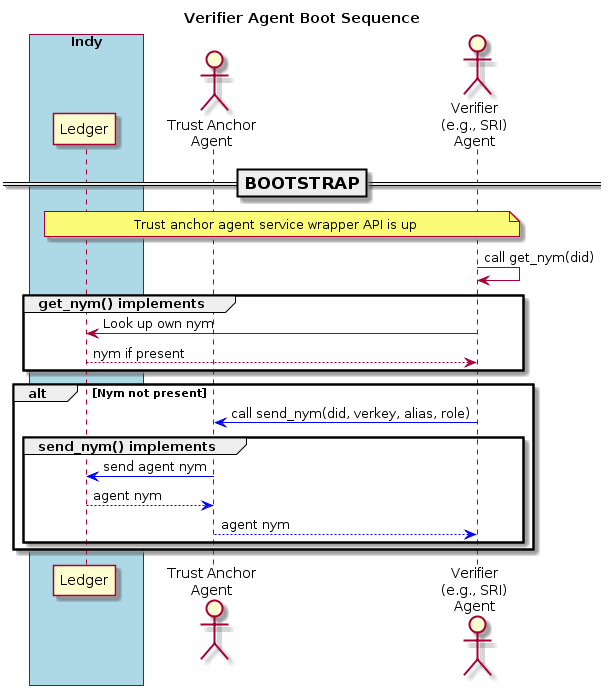 Verifier Agent Boot Sequence
Indy
Ledger
Trust Anchor
Agent
Verifier
(e.g., SRI)
Agent
BOOTSTRAP
Trust anchor agent service wrapper API is up
call get_nym(did)
get_nym() implements
Look up own nym
nym if present
alt [Nym not present]
call send_nym(did, verkey, alias, role)
send_nym() implements
send agent nym
agent nym
agent nym
Ledger
Trust Anchor
Agent
Verifier
(e.g., SRI)
Agent